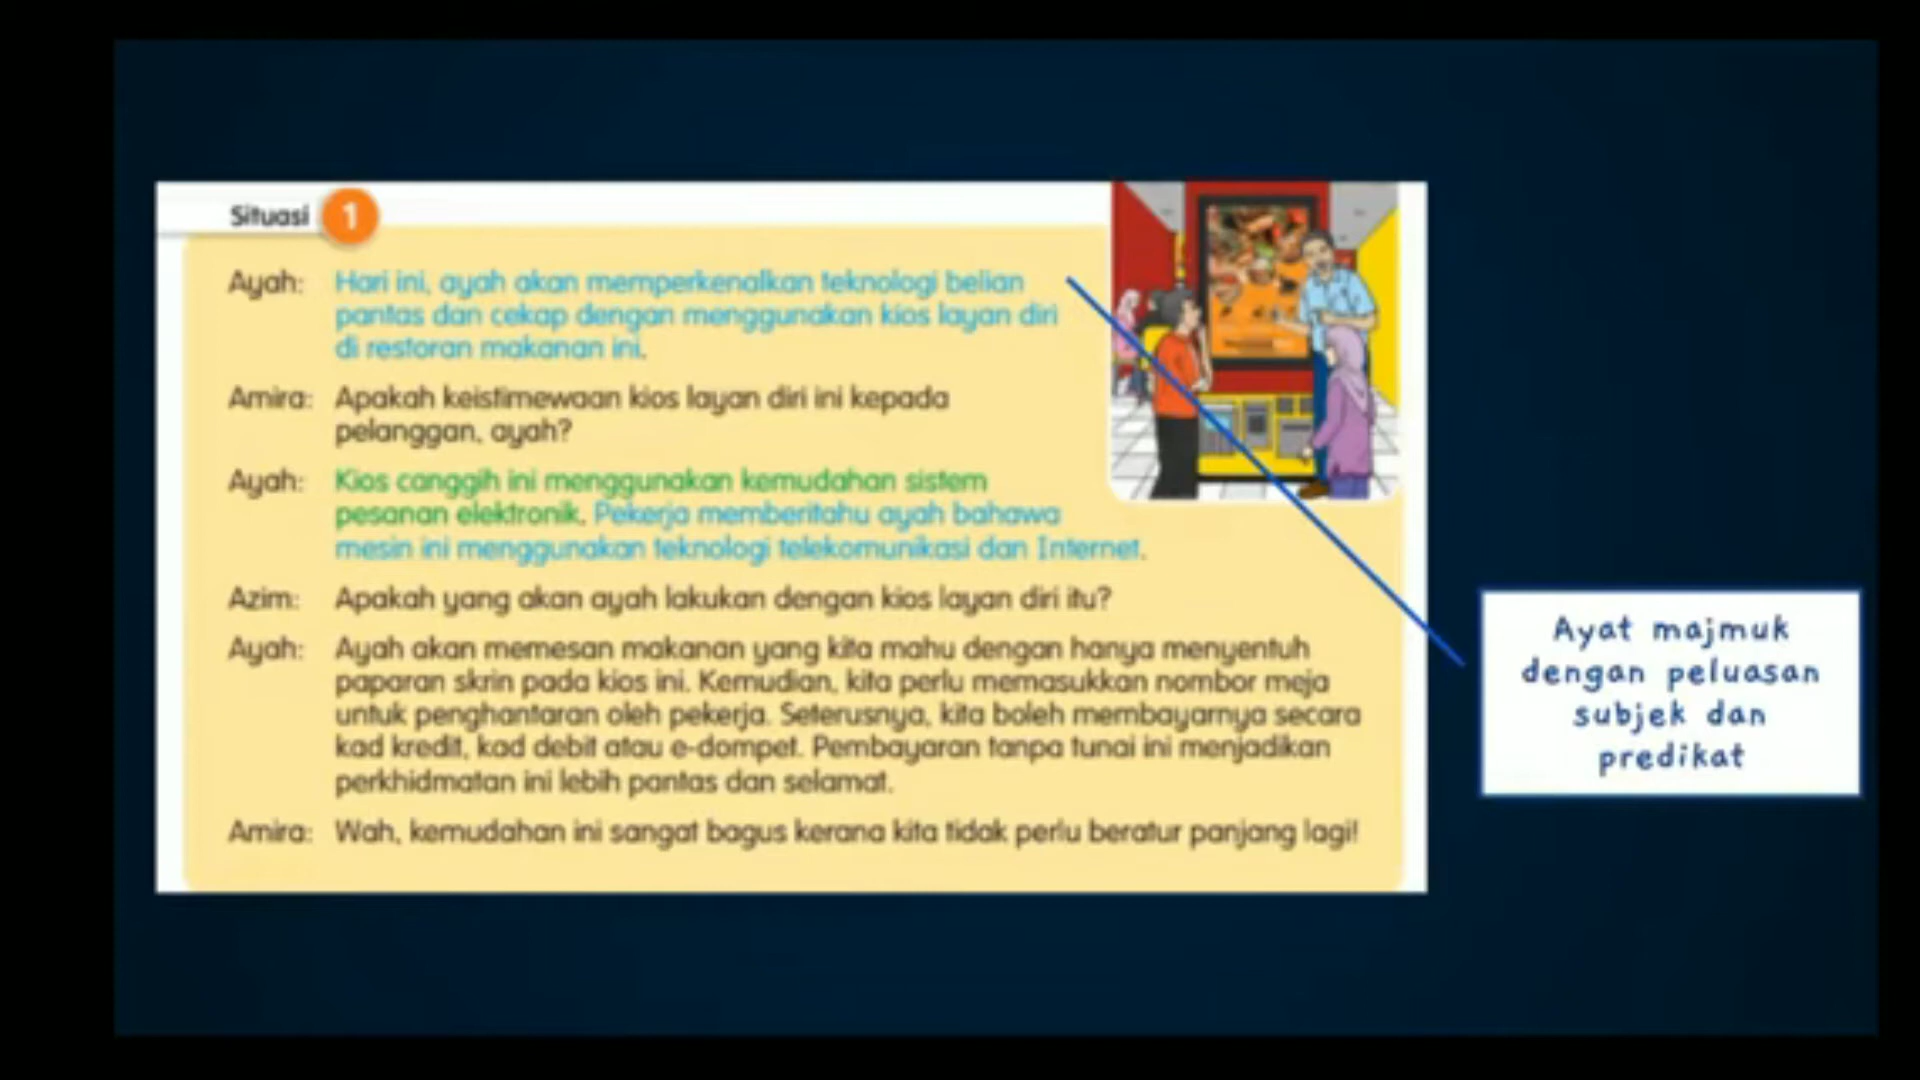 Situasi 1
Ayah: Hari ini, ayah akan memperkenalkan teknologi belian
pantas dan cekap dengan menggunakan kios layan diri
di restoran makanan ini.
Amira: Apakah keistimewaan kios layan diri ini kepada
pelanggan, ayah?
Ayah: Kios canggih ini menggunakan kemudahan sistem
pesanan elektronik. Pekerja memberitahu ayah bahawa
mesin ini menggunakan teknologi telekomunikasi dan Internet.
Azim: Apakah yang akan ayah lakukan dengan kios layan diri itu?
Ayah: Ayah akan memesan makanan yang kita mahu dengan hanya menyentuh
paparan skrin pada kios ini. Kemudian, kita perlu memasukkan nombor meja
untuk penghantaran oleh pekerja. Seterusnya, kita boleh membayarnya secara
kad kredit, kad debit atau e-dompet. Pembayaran tanpa tunai ini menjadikan
perkhidmatan ini lebih pantas dan selamat.
Amira: Wah, kemudahan ini sangat bagus kerana kita tidak perlu beratur panjang lagi!
Ayat majmuk
dengan peluasan
subjek dan
predikat